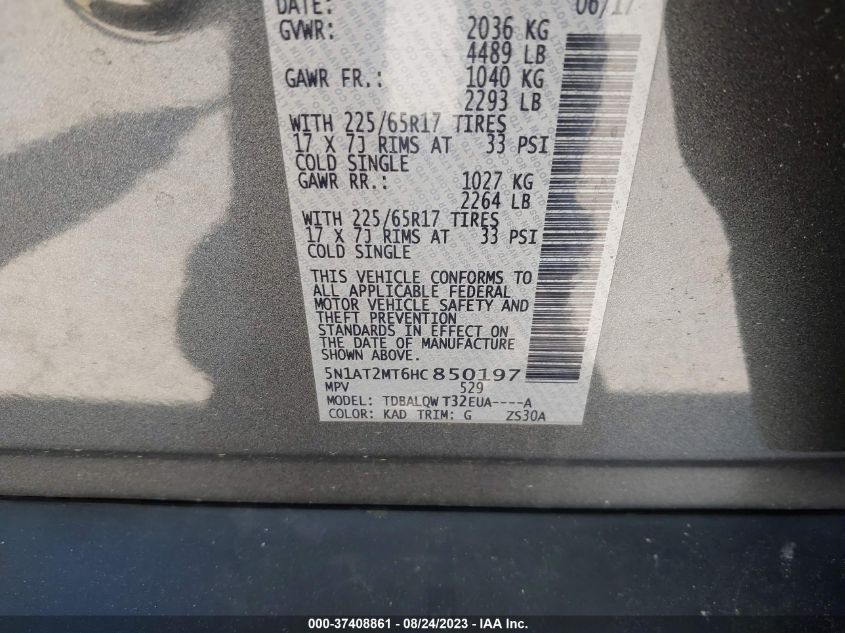 DATE: 06/17
GVWR: 2036 KG
4489 LB
GAWR FR.: 1040 KG
2293 LB
WITH 225/65R17 TIRES
17 X 7J RIMS AT 33 PSI
COLD SINGLE
GAWR RR.: 1027 KG
2264 LB
WITH 225/65R17 TIRES
17 X 7J RIMS AT 33 PSI
COLD SINGLE
THIS VEHICLE CONFORMS TO
ALL APPLICABLE FEDERAL
MOTOR VEHICLE SAFETY AND
THEFT PREVENTION
STANDARDS IN EFFECT ON
THE DATE OF MANUFACTURE
SHOWN ABOVE.
5N1AT2MT6HC850197
MPV 529
MODEL: TDBALQW T32EUA----A
COLOR: KAD TRIM: G ZS30A
000-37408861 - 08/24/2023 - IAA Inc.